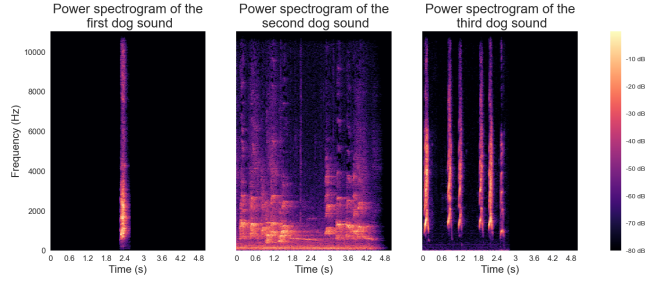 Power spectrogram of the
first dog sound
Power spectrogram of the
second dog sound
Power spectrogram of the
third dog sound
Frequency (Hz)
10000
8000
6000
4000
2000
0
0 0.6 1.2 1.8 2.4 3 3.6 4.2 4.8
Time (s)
0 0.6 1.2 1.8 2.4 3 3.6 4.2 4.8
Time (s)
0 0.6 1.2 1.8 2.4 3 3.6 4.2 4.8
Time (s)
-10 dB
-20 dB
-30 dB
-40 dB
-50 dB
-60 dB
-70 dB
-80 dB